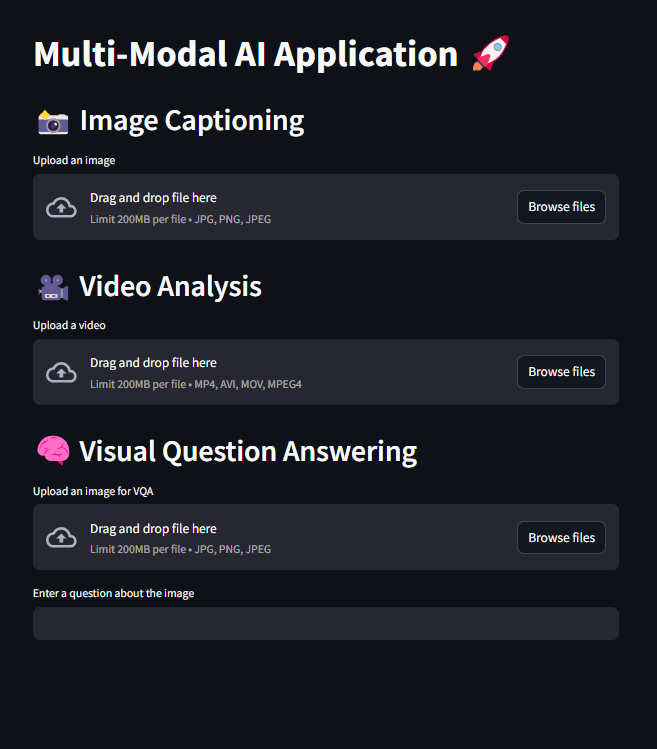 Multi-Modal AI Application 🚀
📸 Image Captioning
Upload an image
Drag and drop file here
Limit 200MB per file • JPG, PNG, JPEG
Browse files
🎥 Video Analysis
Upload a video
Drag and drop file here
Limit 200MB per file • MP4, AVI, MOV, MPEG4
Browse files
🧠 Visual Question Answering
Upload an image for VQA
Drag and drop file here
Limit 200MB per file • JPG, PNG, JPEG
Browse files
Enter a question about the image